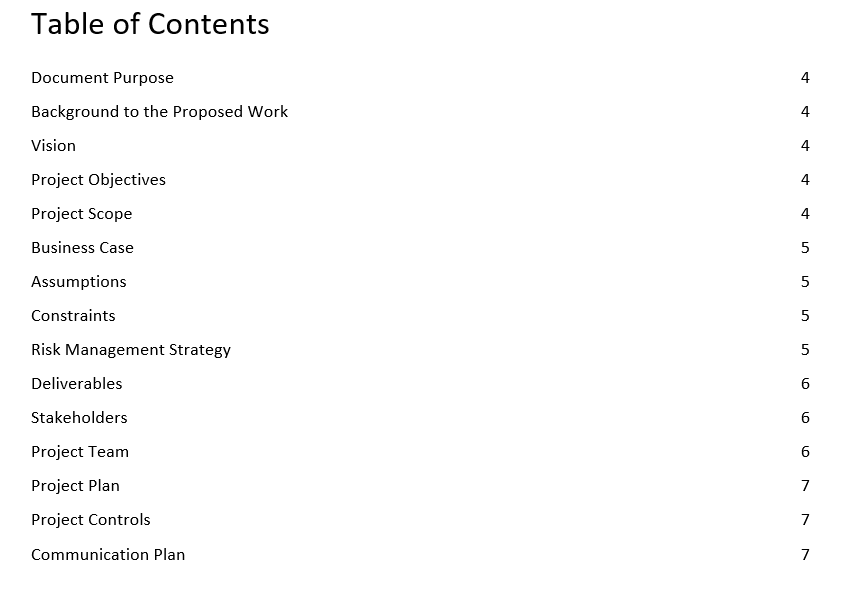 Table of Contents
Document Purpose 4
Background to the Proposed Work 4
Vision 4
Project Objectives 4
Project Scope 4
Business Case 5
Assumptions 5
Constraints 5
Risk Management Strategy 5
Deliverables 6
Stakeholders 6
Project Team 6
Project Plan 7
Project Controls 7
Communication Plan 7